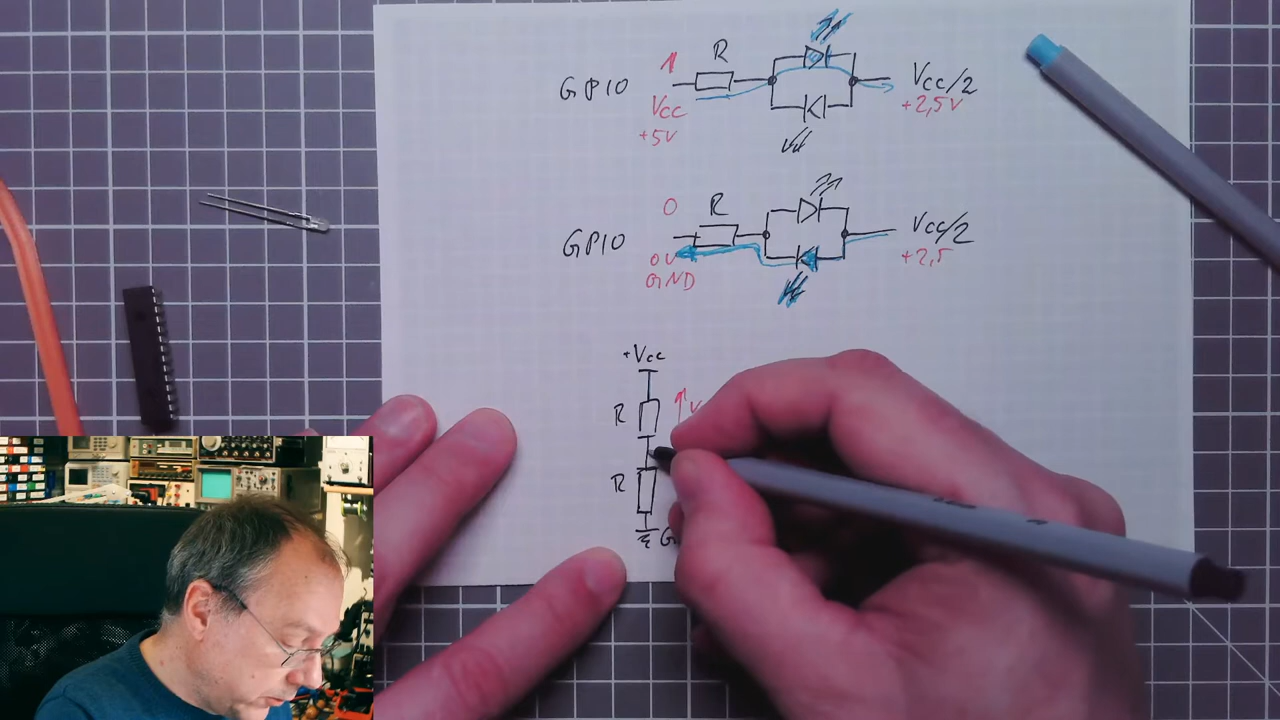 1 R
GPIO Vcc/2
Vcc +2,5V
+5V
0 R
GPIO Vcc/2
0V +2,5
GND
+Vcc
R
R